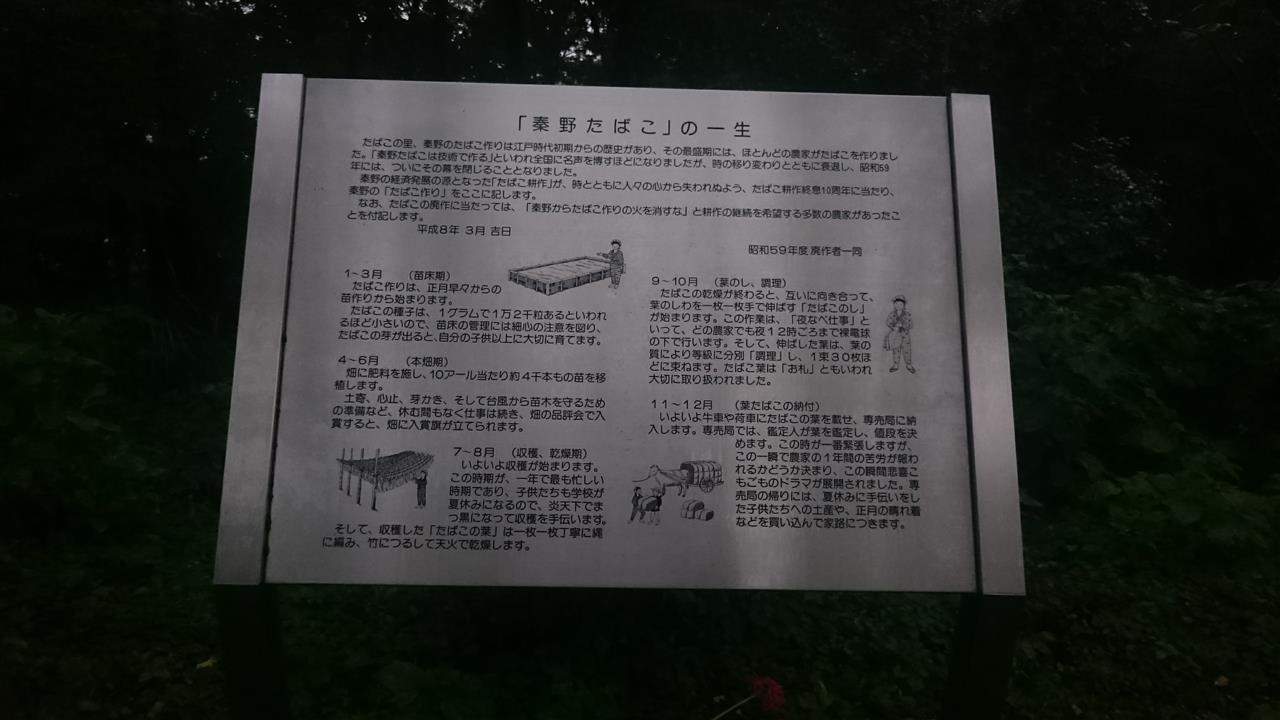 「秦野たばこ」の一生
たばこの里、秦野のたばこ作りは江戸時代初期からの歴史があり、その最盛期には、ほとんどの農家がたばこを作りまし
た。「秦野たばこは技術で作る」といわれ全国に名声を博すほどになりましたが、時の移り変わりとともに衰退し、昭和59
年には、ついにその幕を閉じることとなりました。
秦野の経済発展の源となった「たばこ耕作」が、時とともに人々の心から失われぬよう、たばこ耕作終息10周年に当たり、
秦野の「たばこ作り」をここに記します。
なお、たばこの廃作に当たっては、「秦野からたばこ作りの火を消すな」と耕作の継続を希望する多数の農家があったこ
とを付記します。
平成8年 3月 吉日
昭和59年度 廃作者一同
1~3月 (苗床期)
たばこ作りは、正月早々からの
苗作りから始まります。
たばこの種子は、1グラムで1万2千粒あるといわれ
るほど小さいので、苗床の管理には細心の注意を図り、
たばこの芽が出ると、自分の子供以上に大切に育てます。
4~6月 (本畑期)
畑に肥料を施し、10アール当たり約4千本もの苗を移
植します。
土寄、心止、芽かき、そして台風から苗木を守るため
の準備など、休む間もなく仕事は続き、畑の品評会で入
賞すると、畑に入賞旗が立てられます。
7~8月 (収穫、乾燥期)
いよいよ収穫が始まります。
この時期が、一年で最も忙しい
時期であり、子供たちも学校が
夏休みになるので、炎天下でま
っ黒になって収穫を手伝います。
そして、収穫した「たばこの葉」は一枚一枚丁寧に縄
に編み、竹につるして天火で乾燥します。
9~10月 (葉のし、調理)
たばこの乾燥が終わると、互いに向き合って、
葉のしわを一枚一枚手で伸ばす「たばこのし」
が始まります。この作業は、「夜なべ仕事」と
いって、どの農家でも夜12時ごろまで裸電球
の下で行います。そして、伸ばした葉は、葉の
質により等級に分別「調理」し、1束30枚ほ
どに束ねます。たばこ葉は「お札」ともいわれ
大切に取り扱われました。
11~12月 (葉たばこの納付)
いよいよ牛車や荷車にたばこの葉を載せ、専売局に納
入します。専売局では、鑑定人が葉を鑑定し、値段を決
めます。この時が一番緊張しますが、
この一瞬で農家の1年間の苦労が報わ
れるかどうか決まり、この瞬間悲喜こ
もごものドラマが展開されました。専
売局の帰りには、夏休みに手伝いをし
た子供たちへの土産や、正月の晴れ着
などを買い込んで家路につきます。